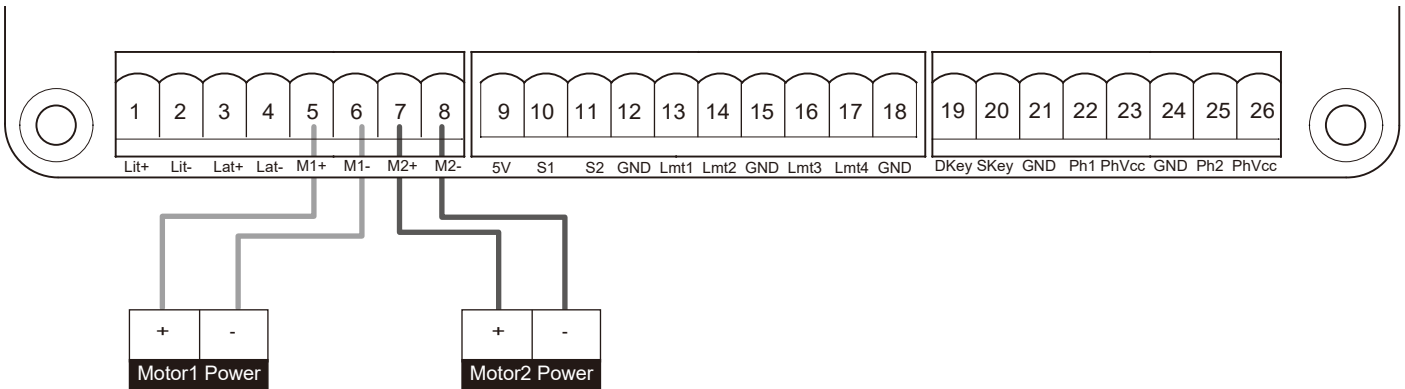 1 2 3 4 5 6 7 8 9 10 11 12 13 14 15 16 17 18 19 20 21 22 23 24 25 26
Lit+ Lit- Lat+ Lat- M1+ M1- M2+ M2- 5V S1 S2 GND Lmt1 Lmt2 GND Lmt3 Lmt4 GND DKey SKey GND Ph1 PhVcc GND Ph2 PhVcc
+ - + -
Motor1 Power Motor2 Power